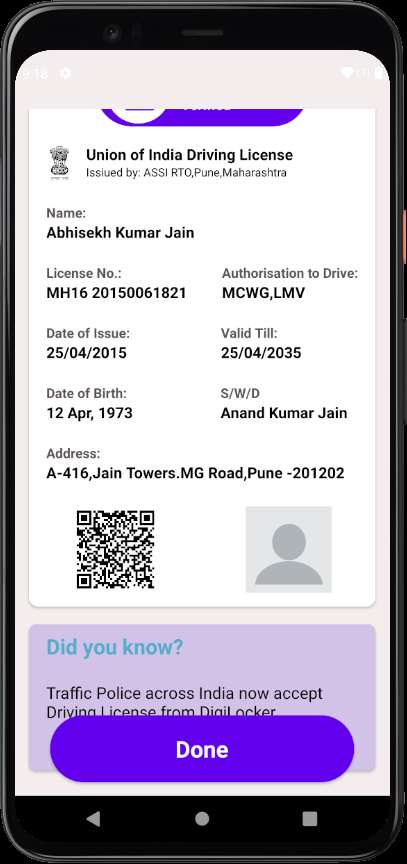 9:18 LTE
Verified
Union of India Driving License
Issiued by: ASSI RTO,Pune,Maharashtra
Name:
Abhisekh Kumar Jain
License No.: Authorisation to Drive:
MH16 20150061821 MCWG,LMV
Date of Issue: Valid Till:
25/04/2015 25/04/2035
Date of Birth: S/W/D
12 Apr, 1973 Anand Kumar Jain
Address:
A-416,Jain Towers.MG Road,Pune -201202
Did you know?
Traffic Police across India now accept
Driving License from DigiLocker
Done